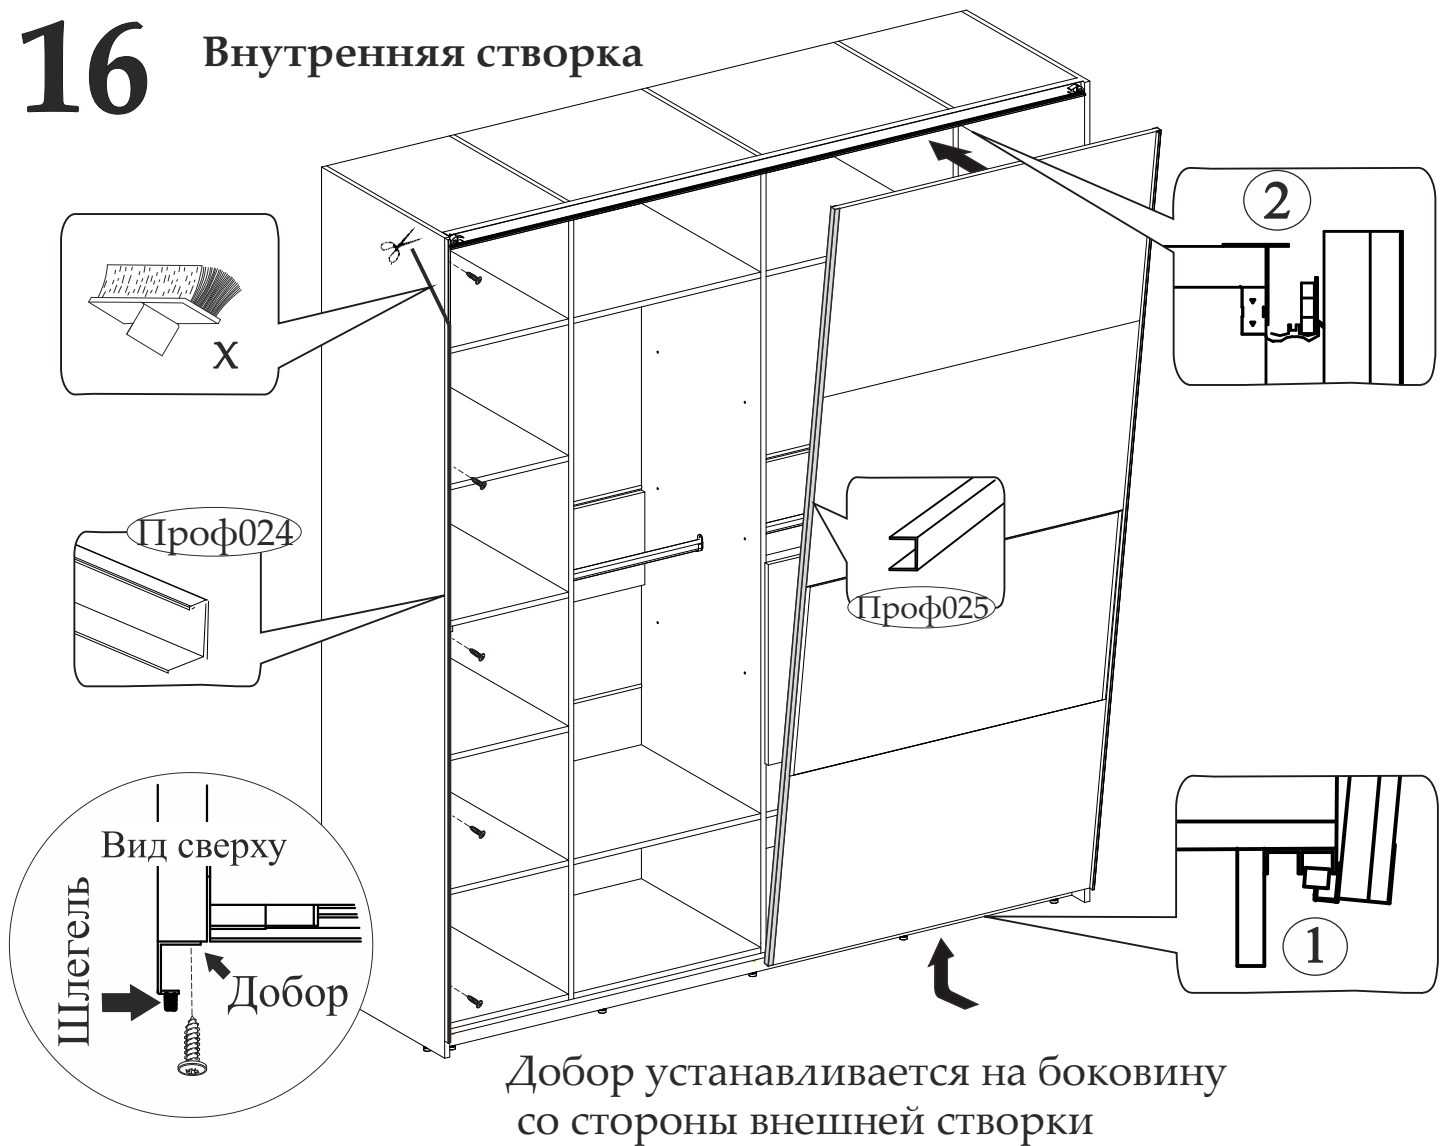 16
Внутренняя створка
2
X
Проф024
Проф025
Вид сверху
Шлегель
Добор
1
Добор устанавливается на боковину
со стороны внешней створки